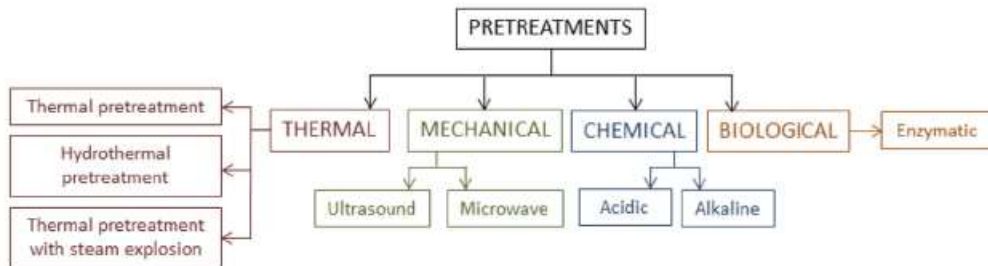 PRETREATMENTS
THERMAL
MECHANICAL
CHEMICAL
BIOLOGICAL
Thermal pretreatment
Hydrothermal
pretreatment
Thermal pretreatment
with steam explosion
Ultrasound
Microwave
Acidic
Alkaline
Enzymatic